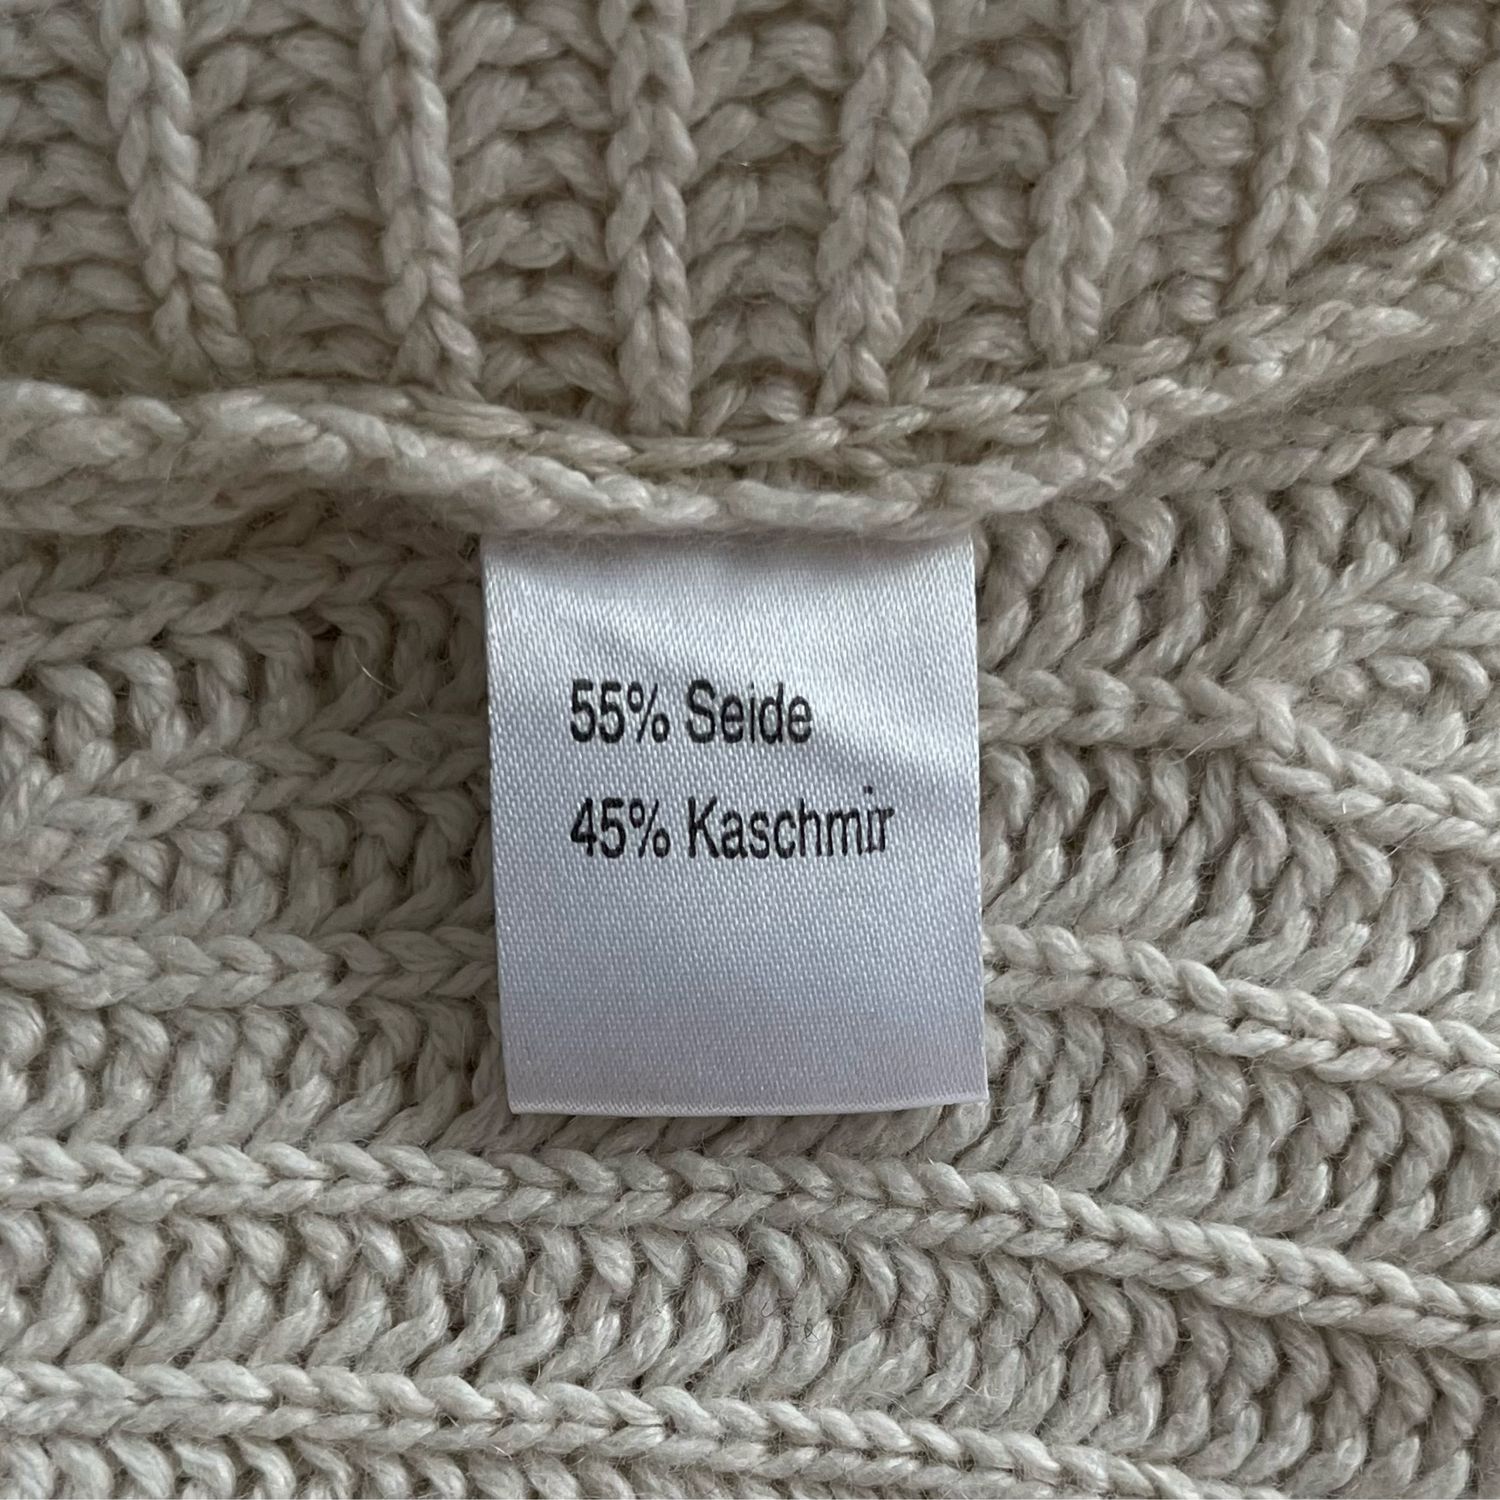 55% Seide
45% Kaschmir